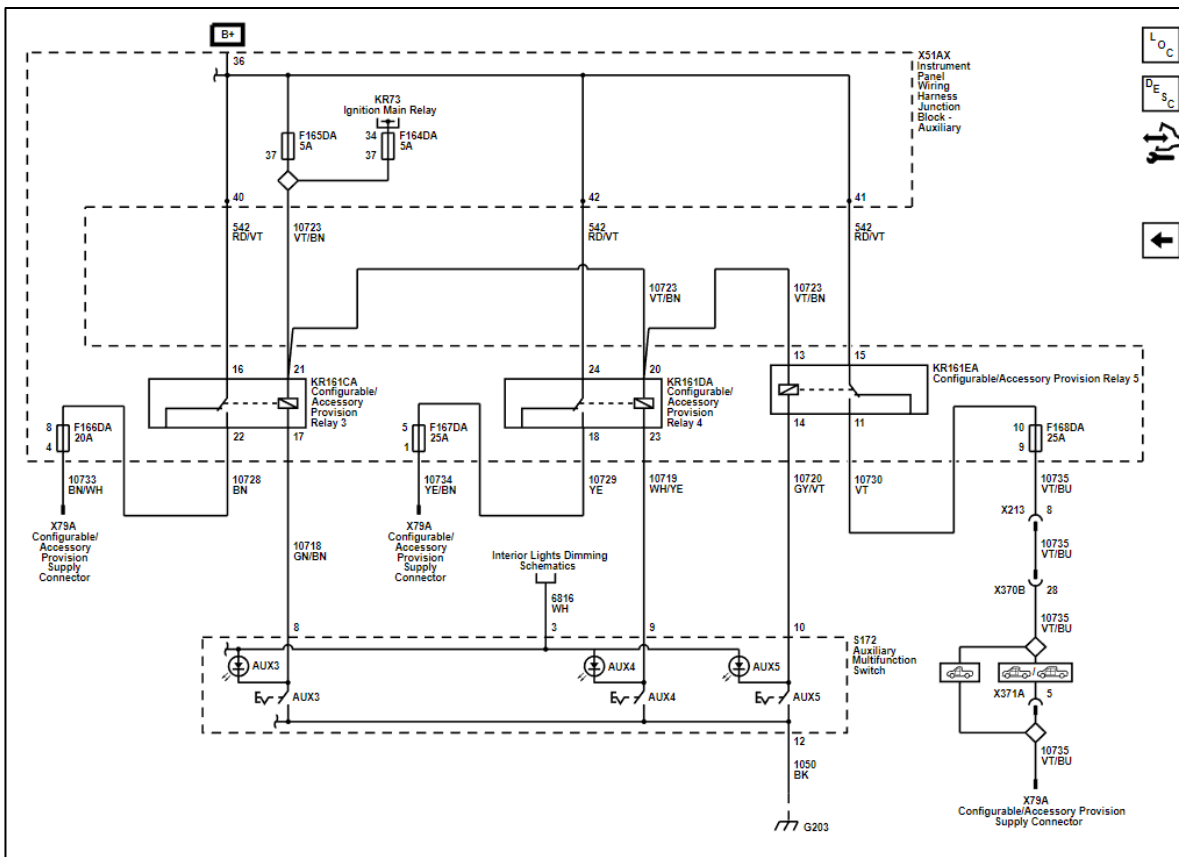 B+
36
X51AX
Instrument
Panel
Wiring
Harness
Junction
Block -
Auxiliary
LOC
DESC
KR73
Ignition Main Relay
F165DA
5A
37
34
F164DA
5A
37
40
42
41
542
RD/VT
10723
VT/BN
542
RD/VT
542
RD/VT
10723
VT/BN
10723
VT/BN
16
21
KR161CA
Configurable/
Accessory
Provision
Relay 3
22
17
24
20
KR161DA
Configurable/
Accessory
Provision
Relay 4
18
23
13
15
KR161EA
Configurable/Accessory Provision Relay 5
14
11
8
F166DA
20A
4
5
F167DA
25A
1
10
F168DA
25A
9
10733
BN/WH
10728
BN
10734
YE/BN
10729
YE
10719
WH/YE
10720
GY/VT
10730
VT
10735
VT/BU
X79A
Configurable/
Accessory
Provision
Supply
Connector
10718
GN/BN
X79A
Configurable/
Accessory
Provision
Supply
Connector
Interior Lights Dimming
Schematics
6816
WH
X213
8
10735
VT/BU
X370B
28
10735
VT/BU
8
3
9
10
S172
Auxiliary
Multifunction
Switch
AUX3
AUX4
AUX5
AUX3
AUX4
AUX5
/
X371A
5
12
1050
BK
G203
10735
VT/BU
X79A
Configurable/Accessory Provision
Supply Connector